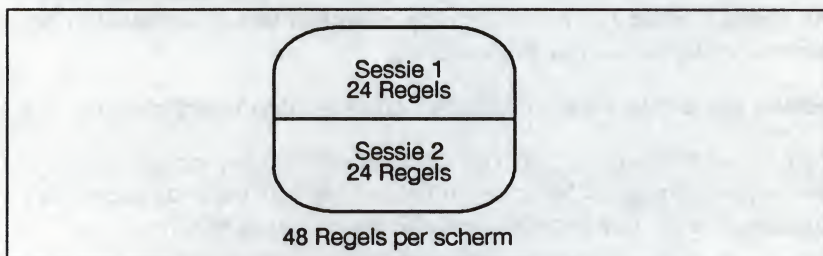 Sessie 1
24 Regels
Sessie 2
24 Regels
48 Regels per scherm